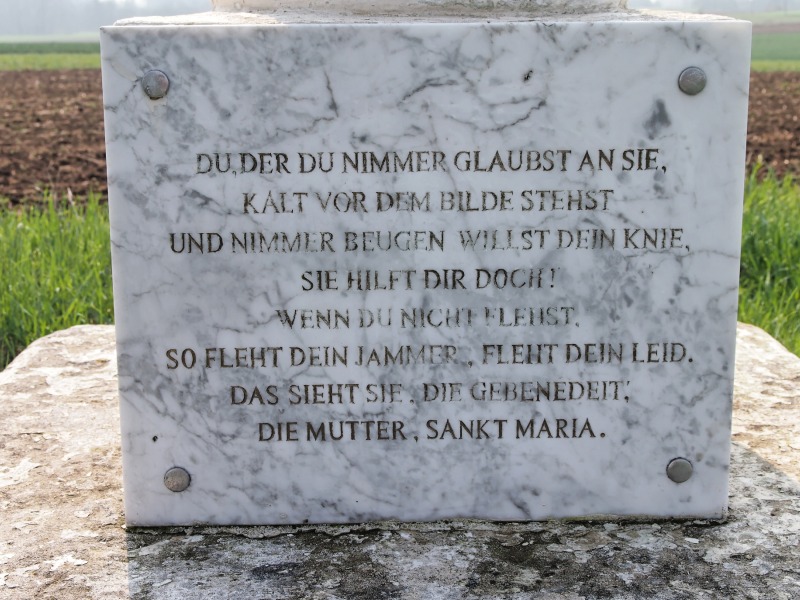 DU, DER DU NIMMER GLAUBST AN SIE,
KALT VOR DEM BILDE STEHST
UND NIMMER BEUGEN WILLST DEIN KNIE,
SIE HILFT DIR DOCH!
WENN DU NICHT FLEHST,
SO FLEHT DEIN JAMMER, FLEHT DEIN LEID.
DAS SIEHT SIE, DIE GEBENEDEIT,
DIE MUTTER, SANKT MARIA.